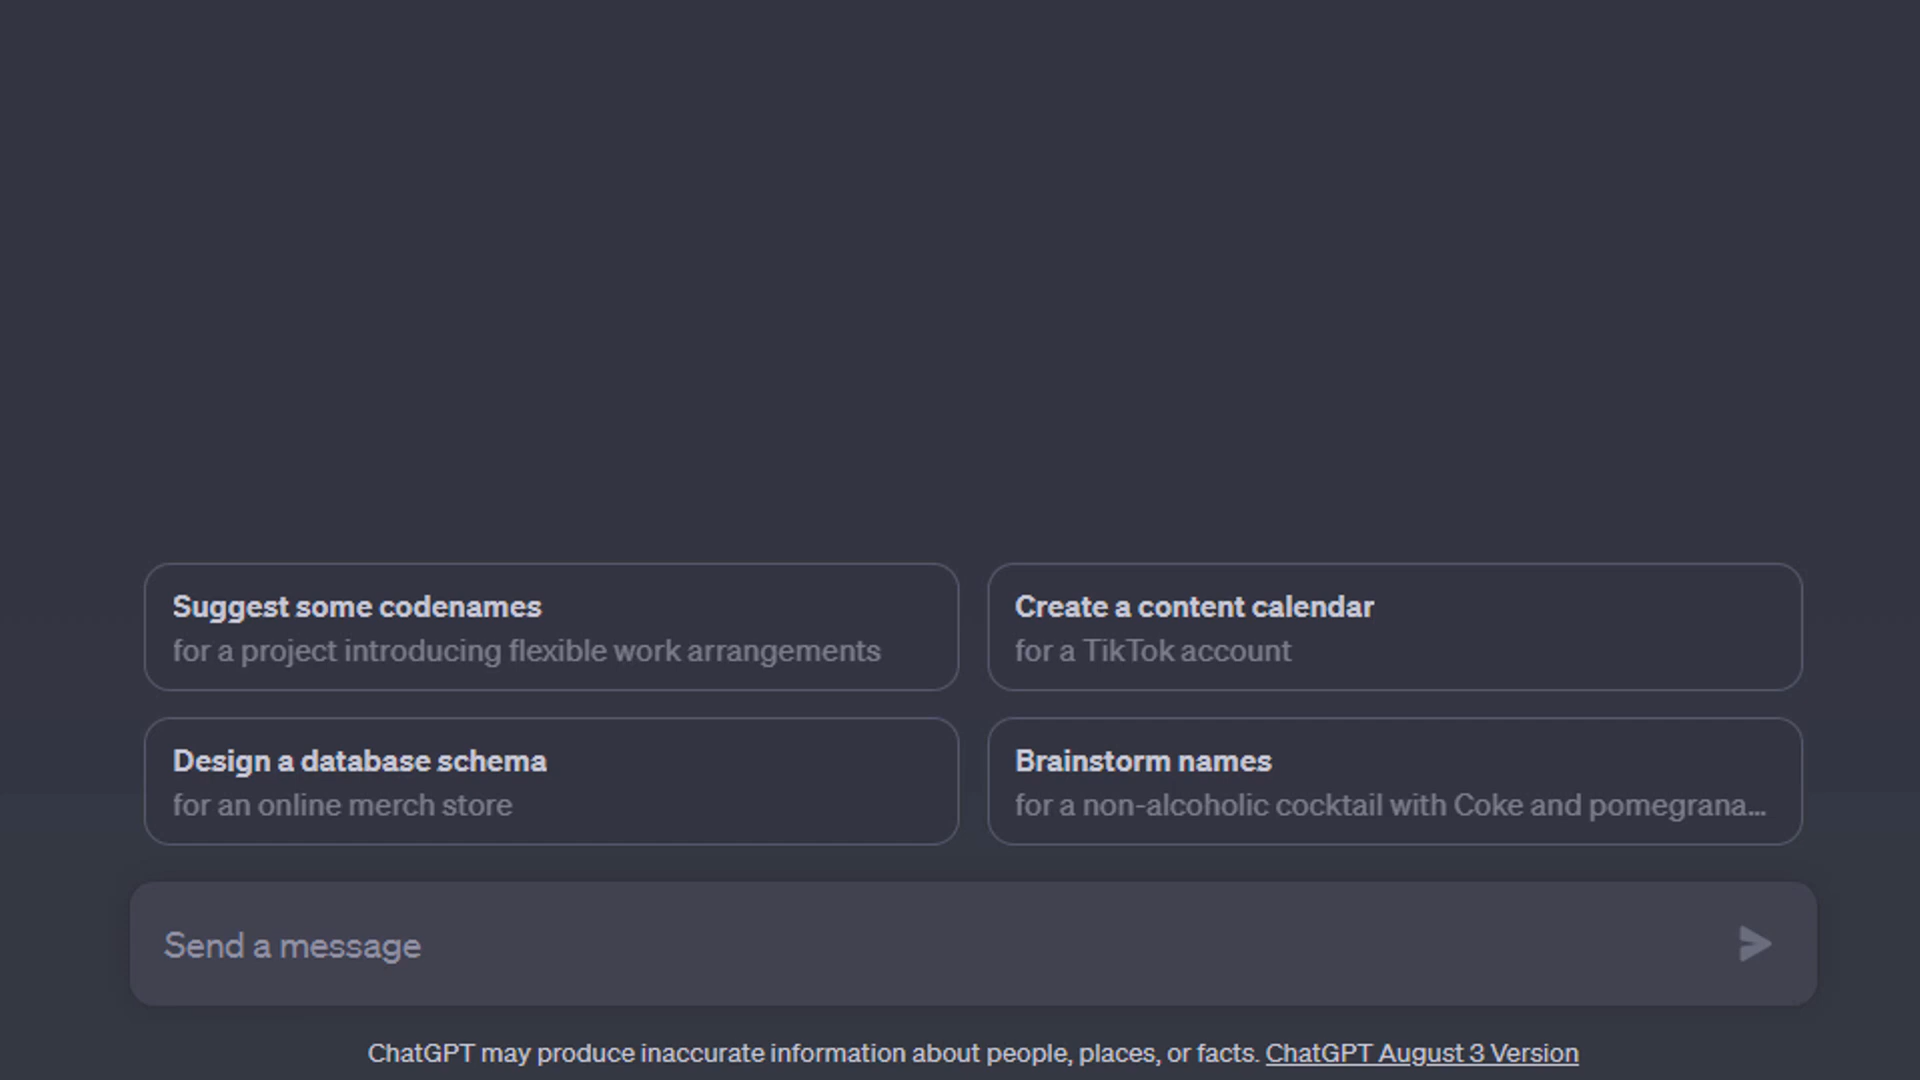 Suggest some codenames
for a project introducing flexible work arrangements
Create a content calendar
for a TikTok account
Design a database schema
for an online merch store
Brainstorm names
for a non-alcoholic cocktail with Coke and pomegrana...
Send a message
ChatGPT may produce inaccurate information about people, places, or facts. ChatGPT August 3 Version